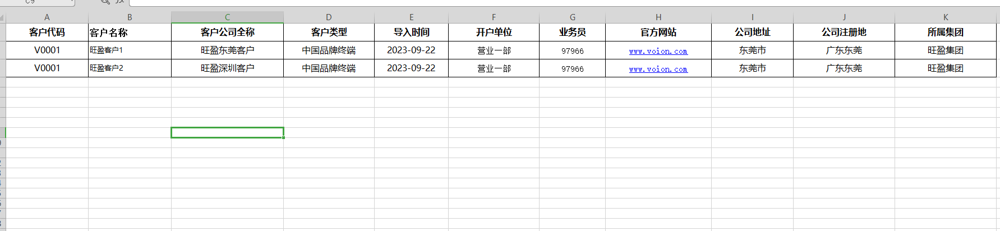 C9 fx
A B C D E F G H I J K
客户代码 客户名称 客户公司全称 客户类型 导入时间 开户单位 业务员 官方网站 公司地址 公司注册地 所属集团
V0001 旺盈客户1 旺盈东莞客户 中国品牌终端 2023-09-22 营业一部 97966 www.voion.com 东莞市 广东东莞 旺盈集团
V0001 旺盈客户2 旺盈深圳客户 中国品牌终端 2023-09-22 营业一部 97966 www.voion.com 东莞市 广东东莞 旺盈集团